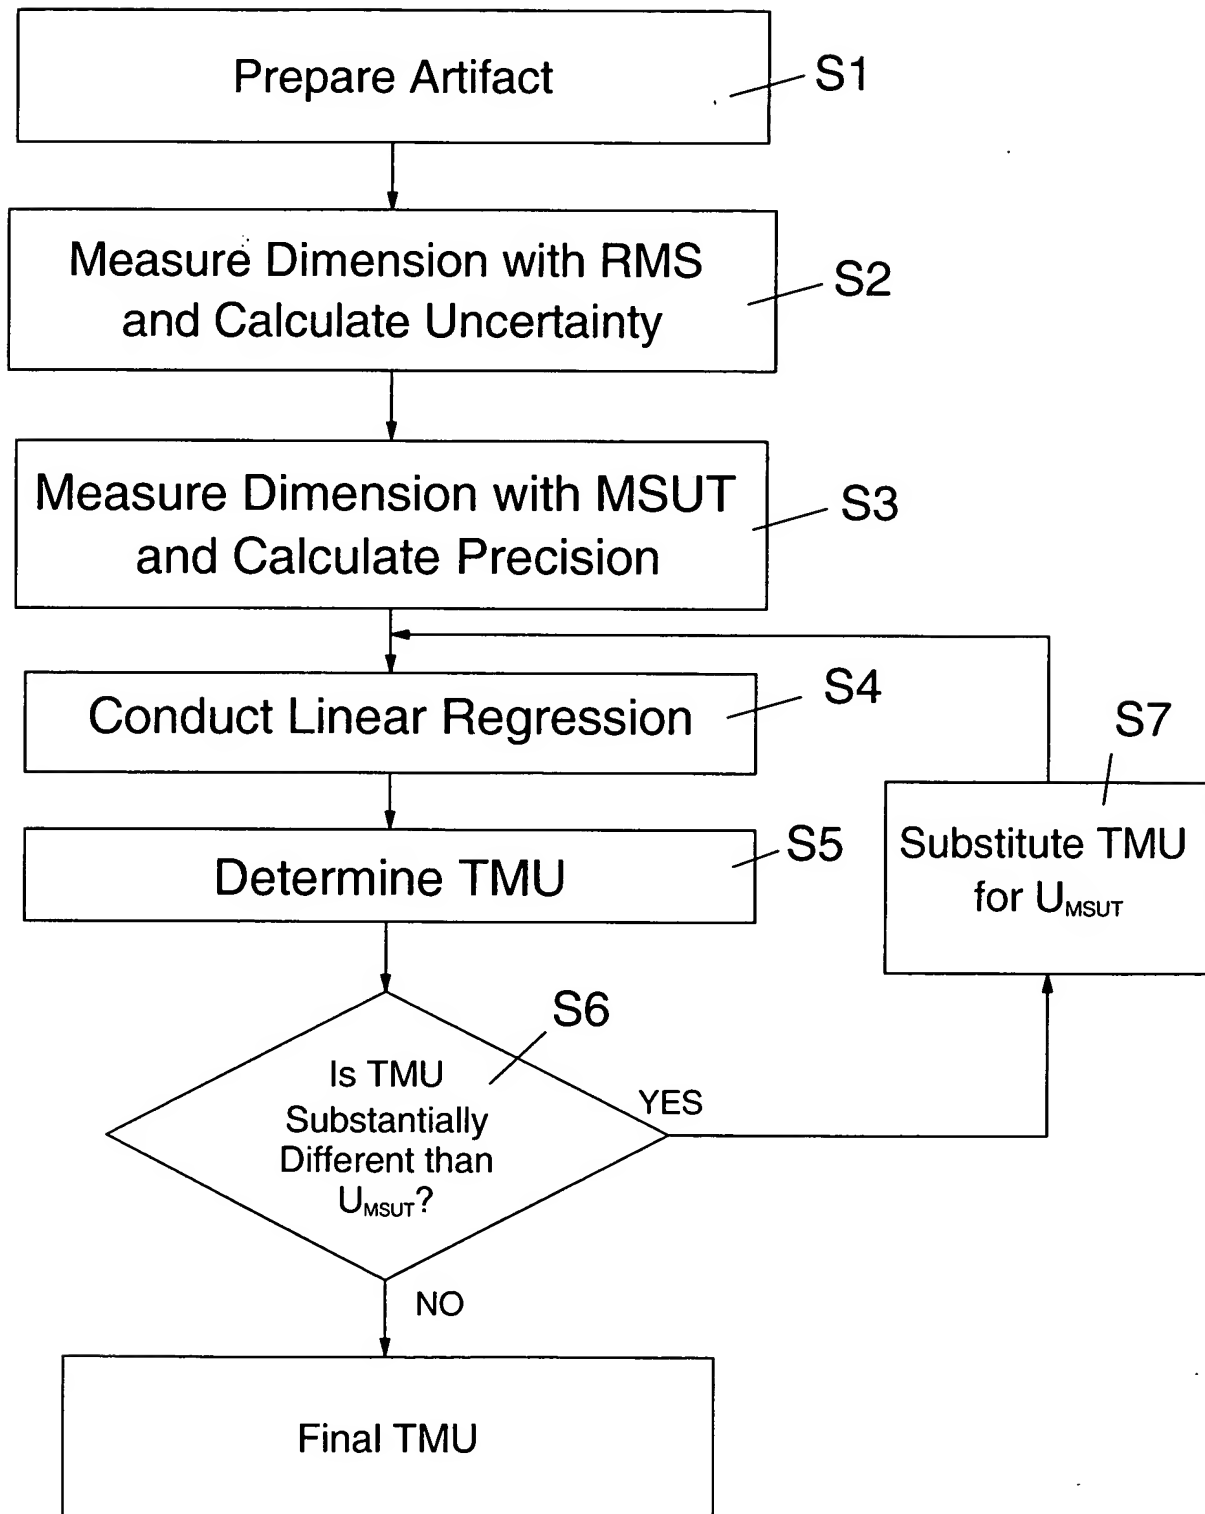 Prepare Artifact
S1
Measure Dimension with RMS
and Calculate Uncertainty
S2
Measure Dimension with MSUT
and Calculate Precision
S3
Conduct Linear Regression
S4
Determine TMU
S5
S7
Substitute TMU
for UMSUT
S6
Is TMU
Substantially
Different than
UMSUT?
YES
NO
Final TMU